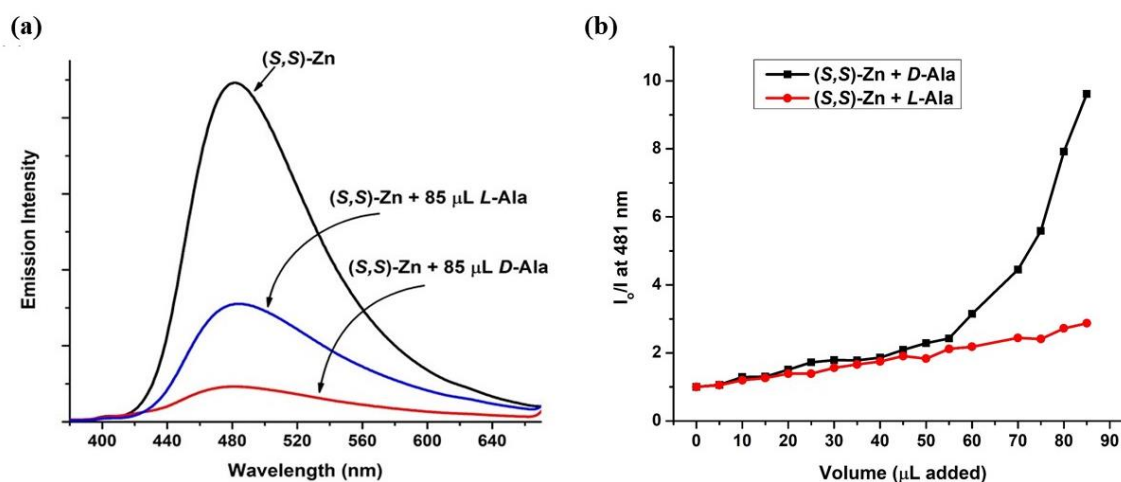 (a)
(S,S)-Zn
(S,S)-Zn + 85 μL L-Ala
(S,S)-Zn + 85 μL D-Ala
Emission Intensity
400 440 480 520 560 600 640
Wavelength (nm)
(b)
(S,S)-Zn + D-Ala
(S,S)-Zn + L-Ala
10
8
6
4
2
0
Io/I at 481 nm
0 10 20 30 40 50 60 70 80 90
Volume (μL added)